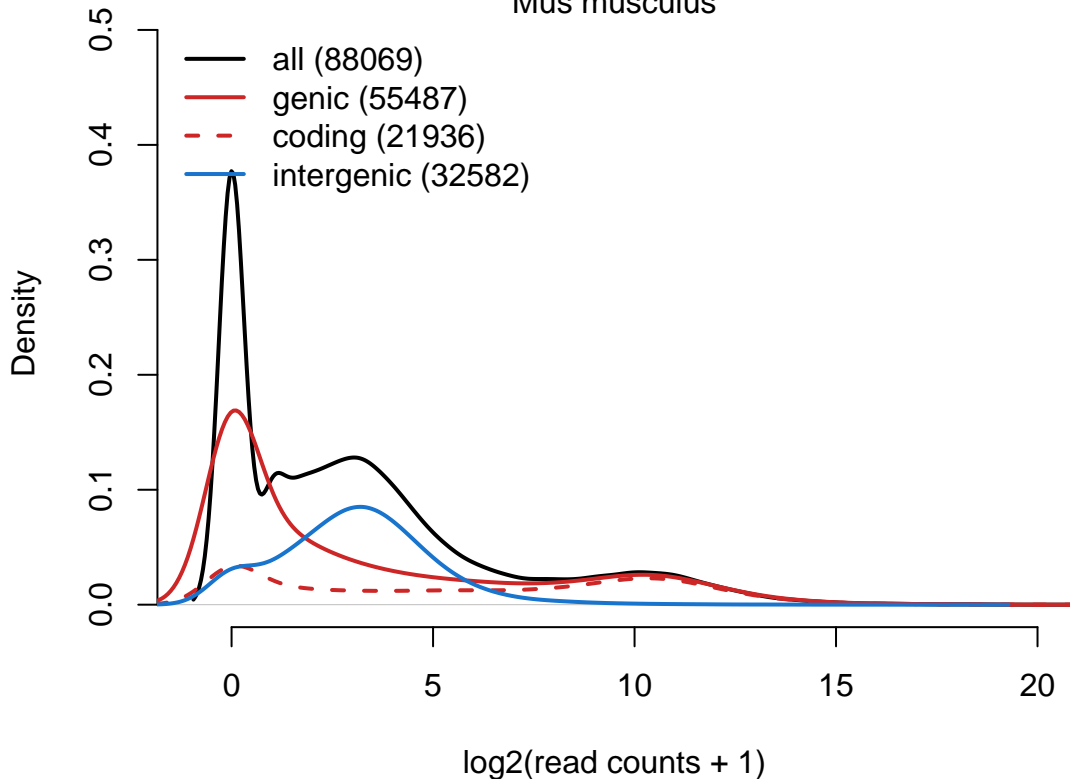 Mus musculus
all (88069)
genic (55487)
coding (21936)
intergenic (32582)
Density
0.0
0.1
0.2
0.3
0.4
0.5
0
5
10
15
20
log2(read counts + 1)